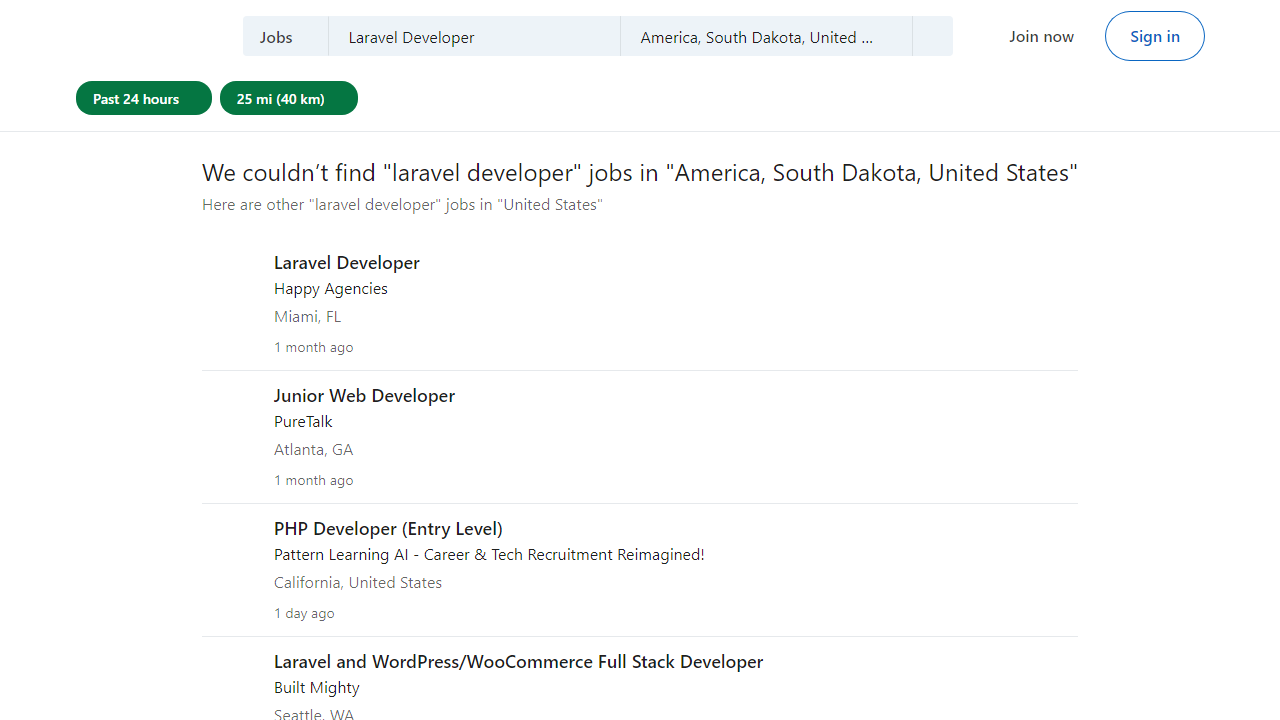 Jobs
Laravel Developer
America, South Dakota, United ...
Join now
Sign in
Past 24 hours
25 mi (40 km)
We couldn’t find "laravel developer" jobs in "America, South Dakota, United States"
Here are other "laravel developer" jobs in "United States"
Laravel Developer
Happy Agencies
Miami, FL
1 month ago
Junior Web Developer
PureTalk
Atlanta, GA
1 month ago
PHP Developer (Entry Level)
Pattern Learning AI - Career & Tech Recruitment Reimagined!
California, United States
1 day ago
Laravel and WordPress/WooCommerce Full Stack Developer
Built Mighty
Seattle, WA